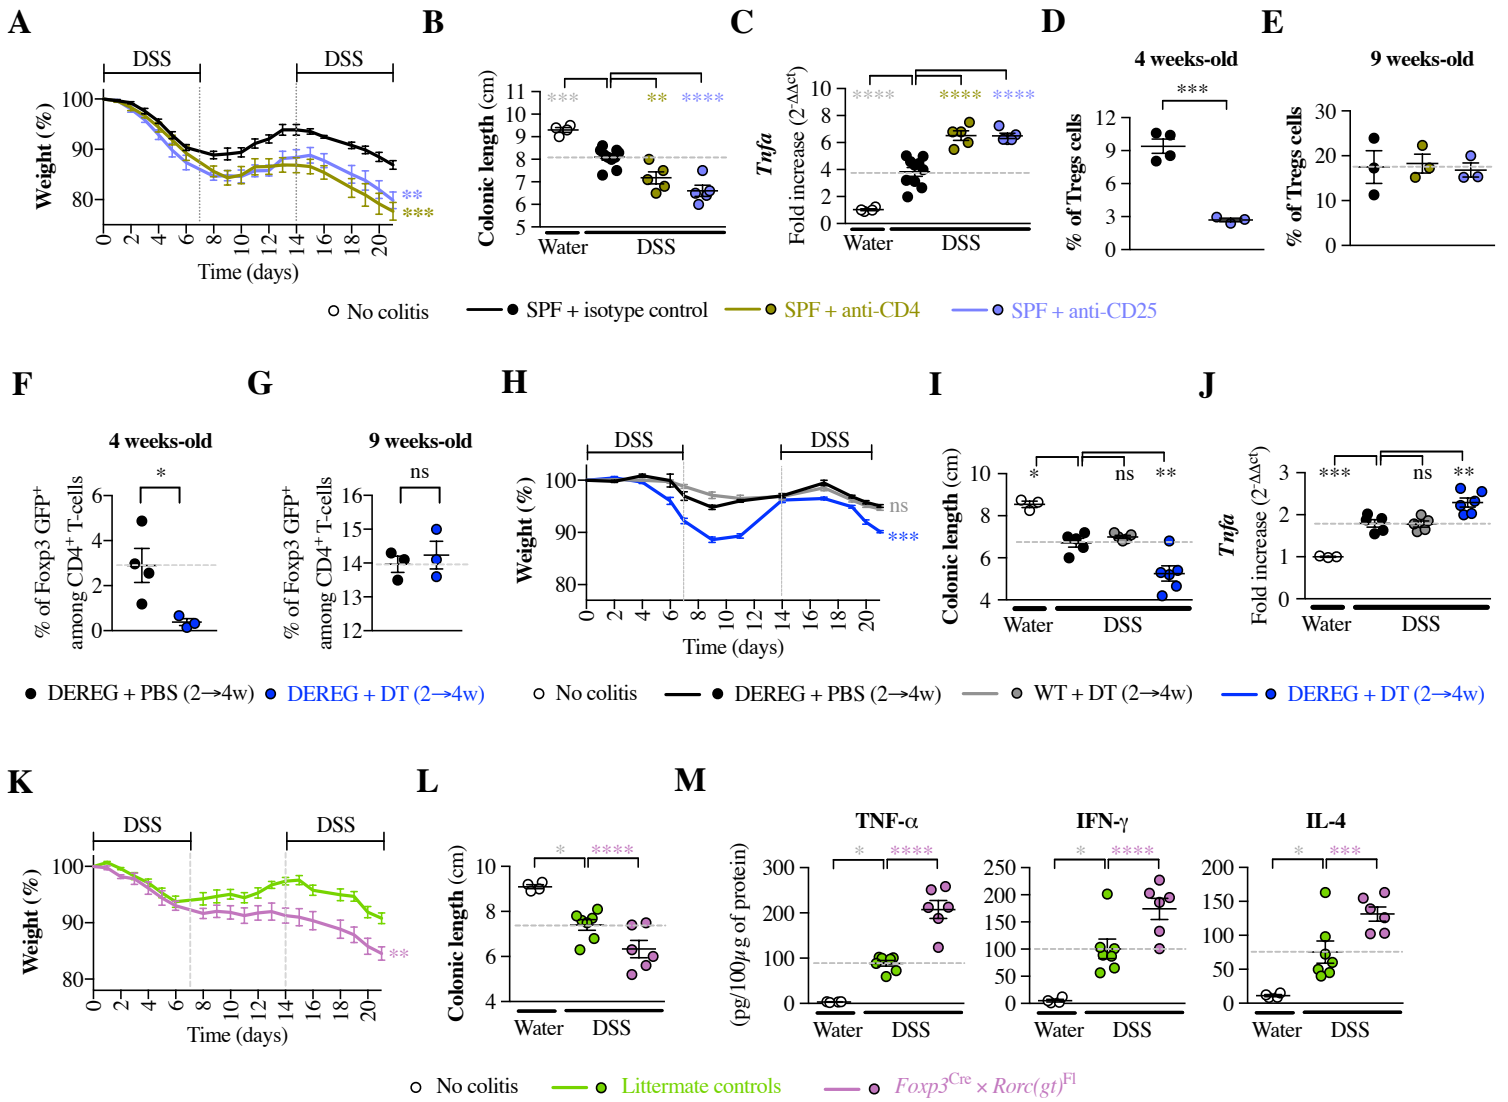 A
DSS
DSS
Weight (%)
100
90
80
0 2 4 6 8 10 12 14 16 18 20
Time (days)
**
***
B
Colonic length (cm)
11
10
9
8
7
6
5
*** ** ****
Water DSS
C
Tnfa
Fold increase (2-ΔΔct)
10
8
6
4
2
0
**** **** ****
Water DSS
D
4 weeks-old
% of Tregs cells
12
9
6
3
0
***
E
9 weeks-old
% of Tregs cells
30
20
10
0
No colitis SPF + isotype control SPF + anti-CD4 SPF + anti-CD25
F
4 weeks-old
% of Foxp3 GFP+
among CD4+ T-cells
*
6
4
2
0
G
9 weeks-old
% of Foxp3 GFP+
among CD4+ T-cells
ns
16
15
14
13
12
DEREG + PBS (2→4w) DEREG + DT (2→4w)
H
DSS
DSS
Weight (%)
100
90
80
0 2 4 6 8 10 12 14 16 18 20
Time (days)
ns
***
I
Colonic length (cm)
10
8
6
4
* ns **
Water DSS
J
Tnfa
Fold increase (2-ΔΔct)
3
2
1
0
*** ns **
Water DSS
No colitis DEREG + PBS (2→4w) WT + DT (2→4w) DEREG + DT (2→4w)
K
DSS
DSS
Weight (%)
100
90
80
0 2 4 6 8 10 12 14 16 18 20
Time (days)
**
L
Colonic length (cm)
10
8
6
4
* ****
Water DSS
M
(pg/100µg of protein)
TNF-α
300
200
100
0
* ****
Water DSS
IFN-γ
250
200
150
100
50
0
* ****
Water DSS
IL-4
200
150
100
50
0
* ***
Water DSS
No colitis Littermate controls Foxp3Cre × Rorc(gt)Fl